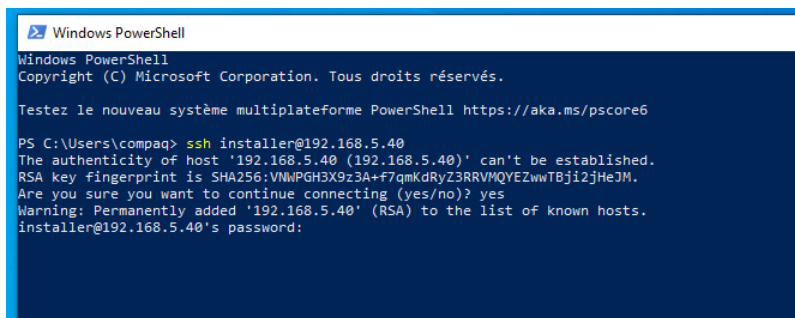 Windows PowerShell
Windows PowerShell
Copyright (C) Microsoft Corporation. Tous droits réservés.
Testez le nouveau système multiplateforme PowerShell https://aka.ms/pscore6
PS C:\Users\compaq> ssh installer@192.168.5.40
The authenticity of host '192.168.5.40 (192.168.5.40)' can't be established.
RSA key fingerprint is SHA256:VNWPGH3X9z3A+f7qmKdRyZ3RRVMQYEZwwTBji2jHeJM.
Are you sure you want to continue connecting (yes/no)? yes
Warning: Permanently added '192.168.5.40' (RSA) to the list of known hosts.
installer@192.168.5.40's password: